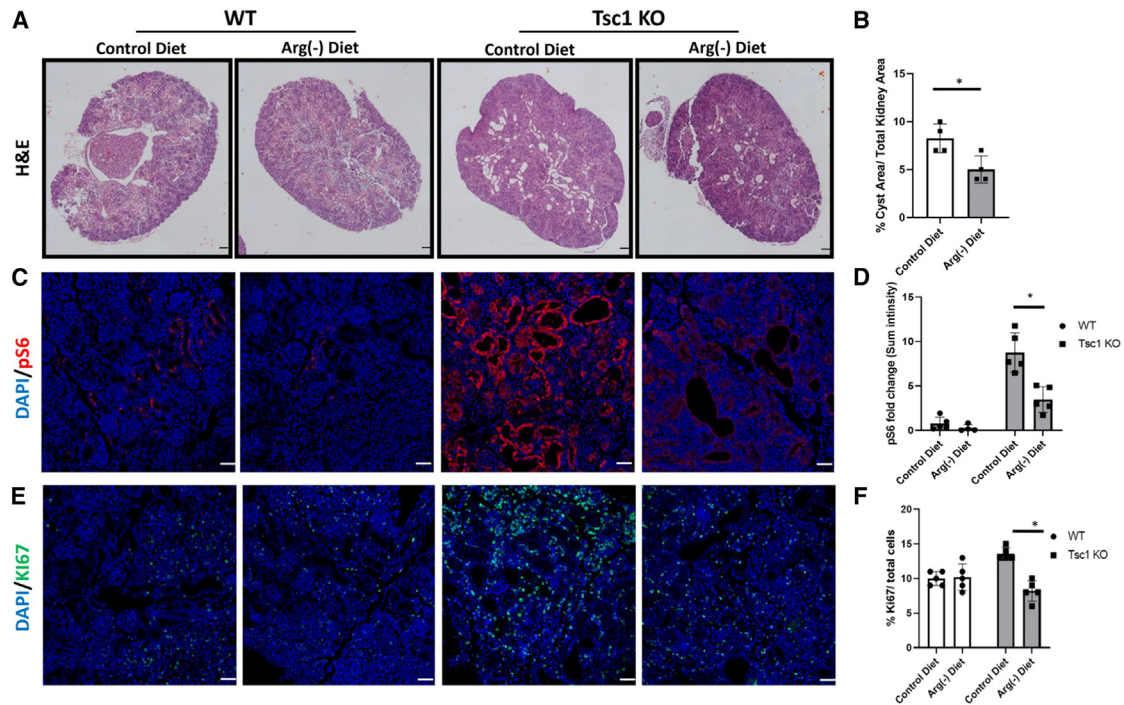 A
WT
Tsc1 KO
Control Diet
Arg(-) Diet
Control Diet
Arg(-) Diet
H&E
B
% Cyst Area/ Total Kidney Area
15
10
5
0
*
Control Diet
Arg(-) Diet
C
DAPI/pS6
D
pS6 fold change (Sum intinsity)
15
10
5
0
*
WT
Tsc1 KO
Control Diet
Arg(-) Diet
Control Diet
Arg(-) Diet
E
DAPI/KI67
F
% Ki67/ total cells
20
15
10
5
0
*
WT
Tsc1 KO
Control Diet
Arg(-) Diet
Control Diet
Arg(-) Diet